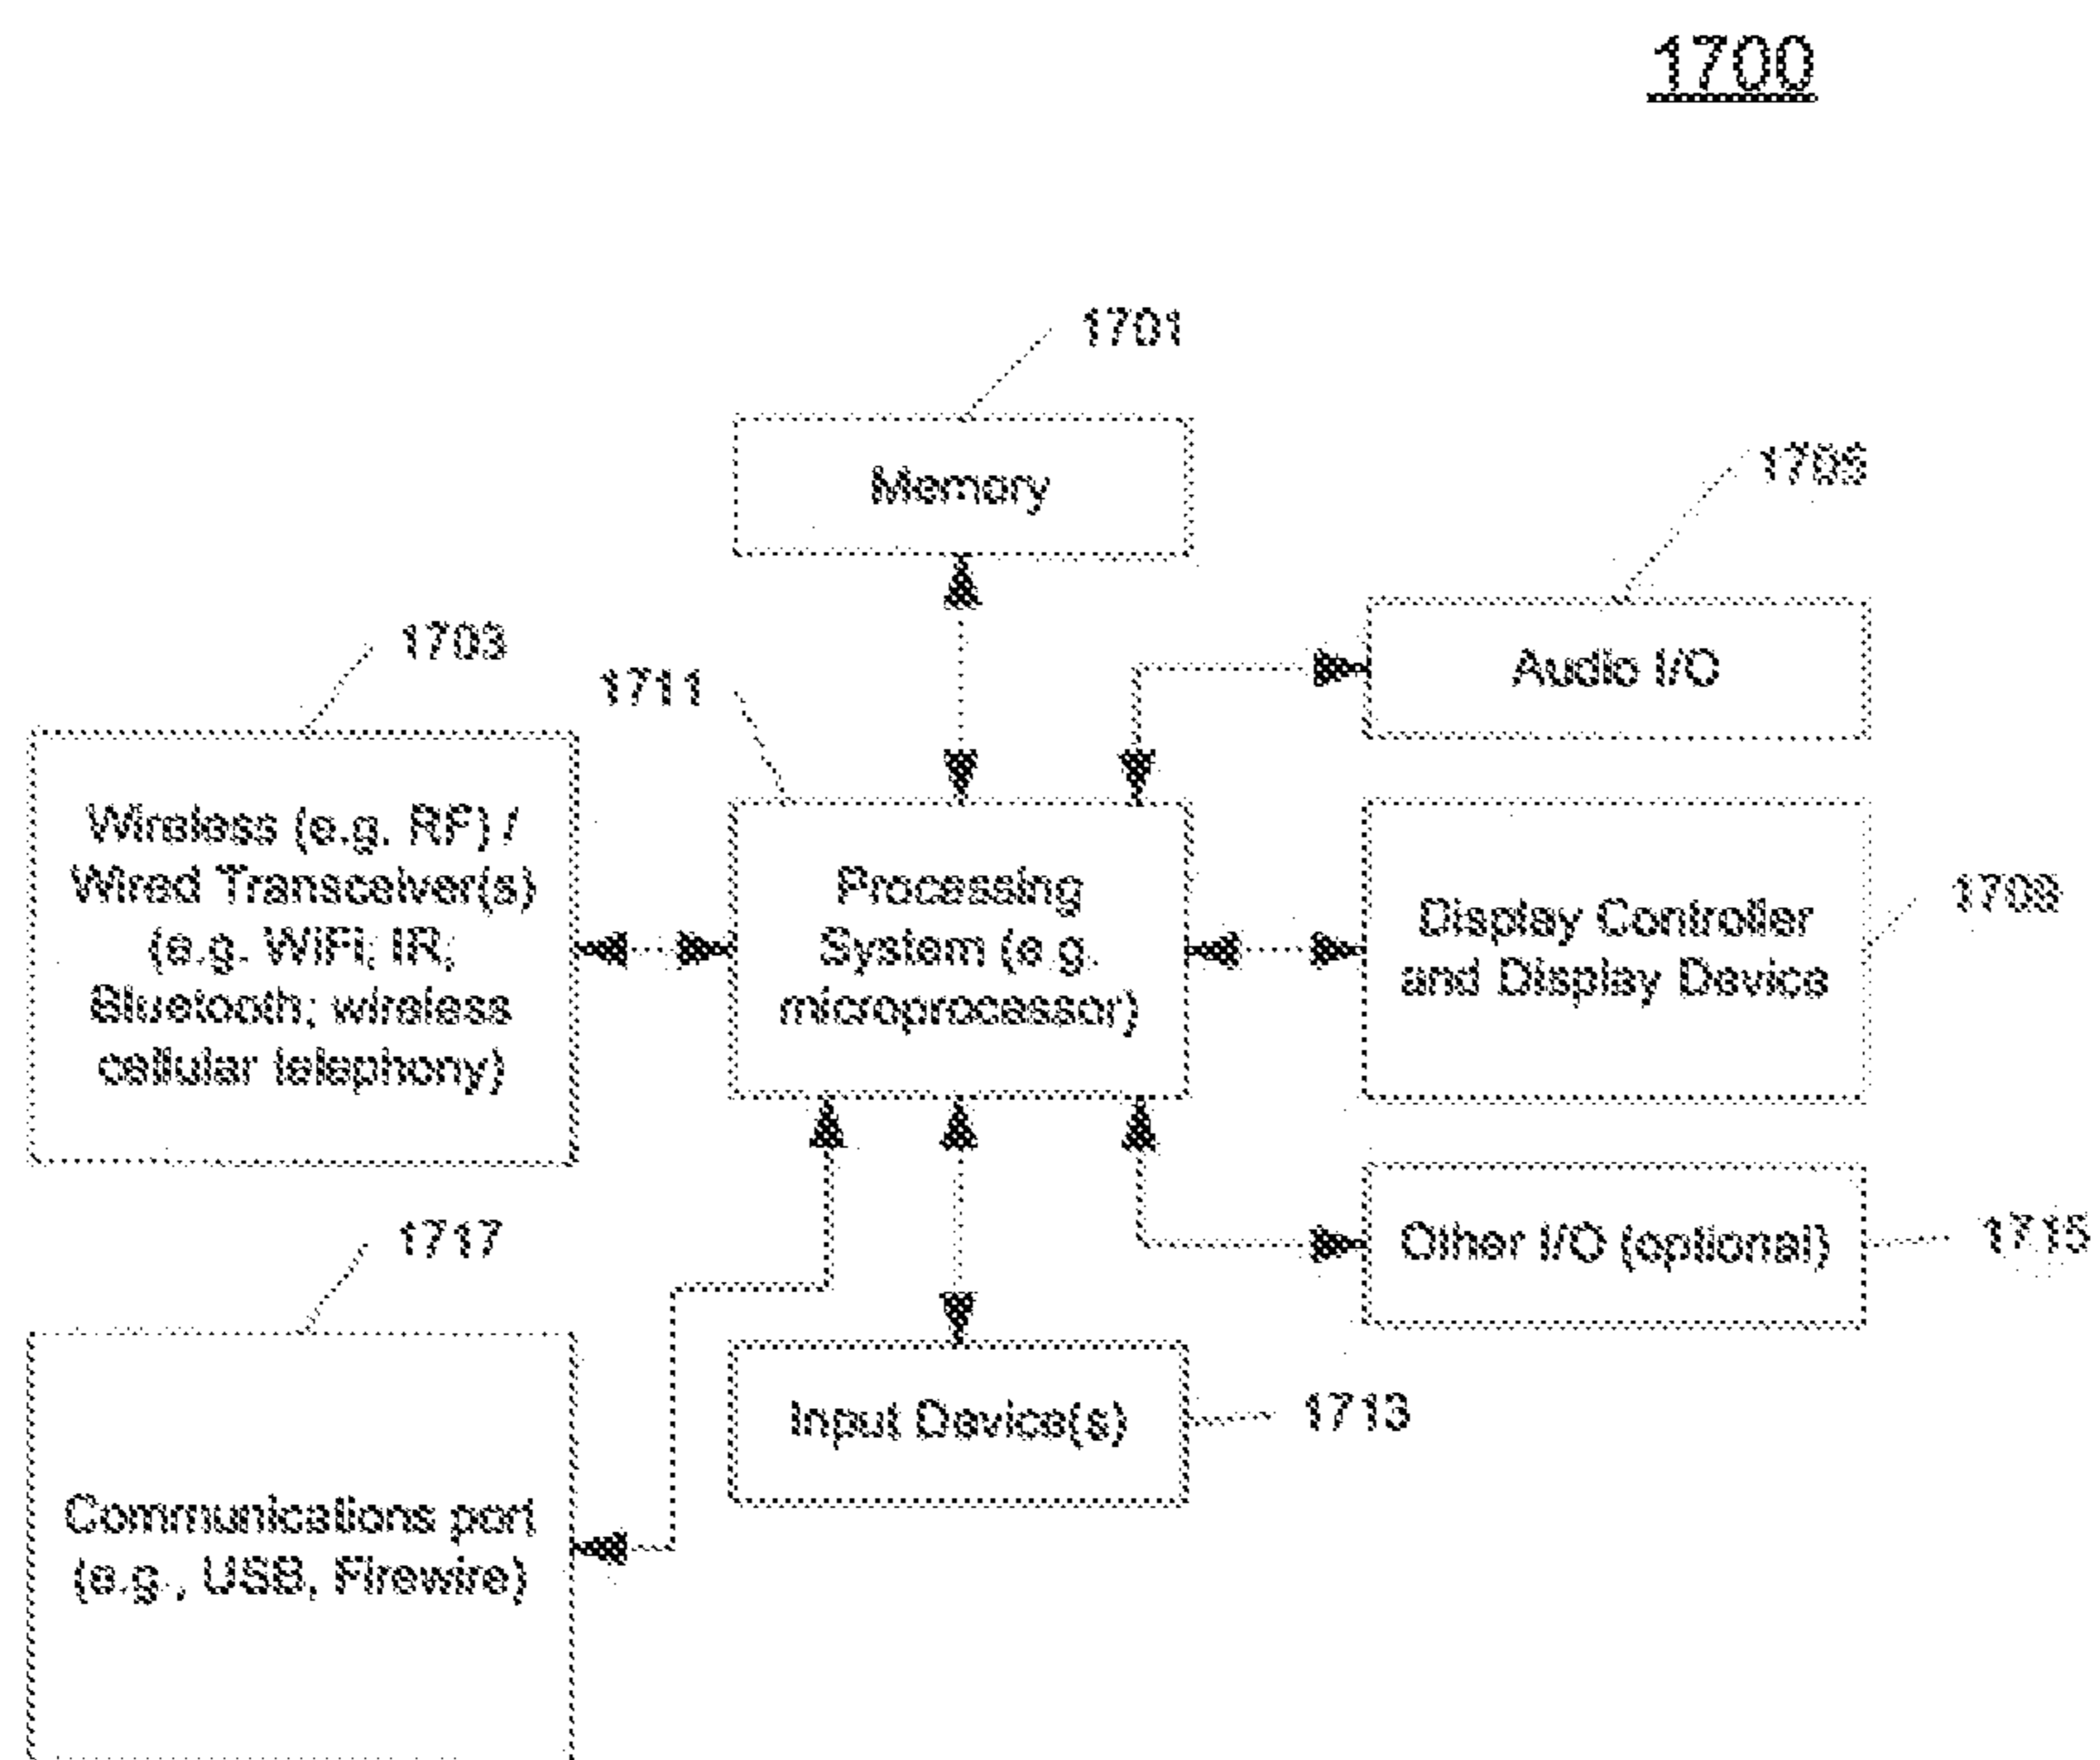 1700
1701
Memory
1705
Audio I/O
1703
1711
Wireless (e.g. RF) /
Wired Transceiver(s)
(e.g. WiFi; IR;
Bluetooth; wireless
cellular telephony)
Processing
System (e.g.
microprocessor)
Display Controller
and Display Device
1709
1717
Other I/O (optional)
1715
Input Device(s)
1713
Communications port
(e.g., USB, Firewire)